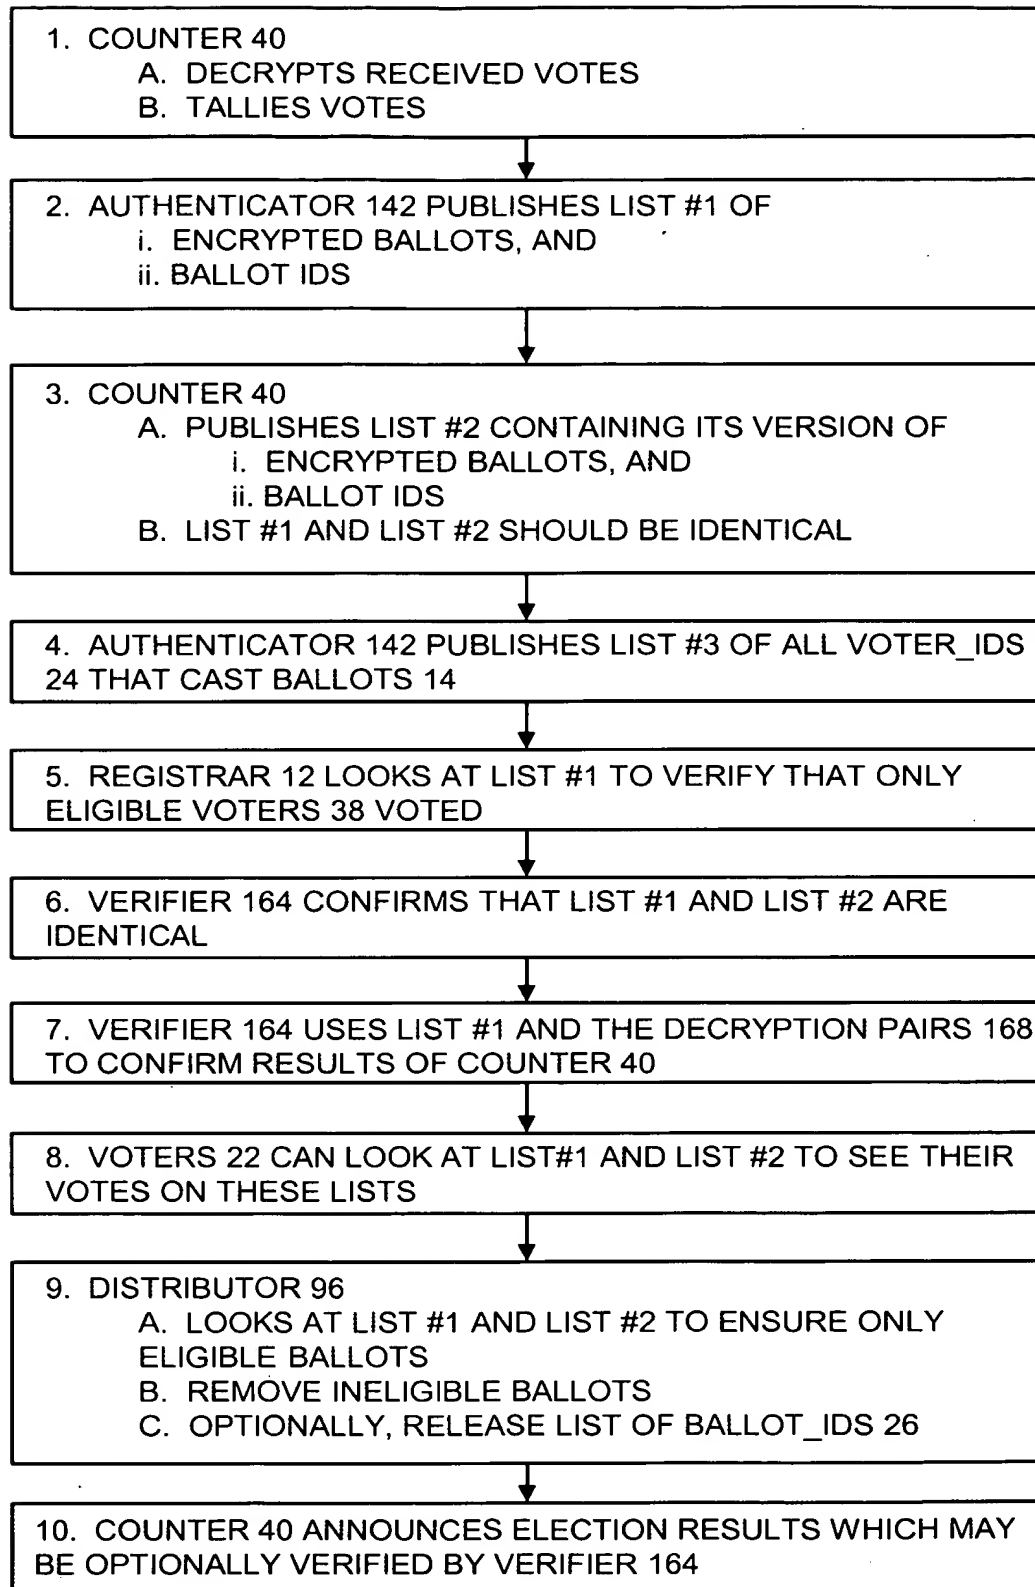 1. COUNTER 40
A. DECRYPTS RECEIVED VOTES
B. TALLIES VOTES
2. AUTHENTICATOR 142 PUBLISHES LIST #1 OF
i. ENCRYPTED BALLOTS, AND
ii. BALLOT IDS
3. COUNTER 40
A. PUBLISHES LIST #2 CONTAINING ITS VERSION OF
i. ENCRYPTED BALLOTS, AND
ii. BALLOT IDS
B. LIST #1 AND LIST #2 SHOULD BE IDENTICAL
4. AUTHENTICATOR 142 PUBLISHES LIST #3 OF ALL VOTER_IDS
24 THAT CAST BALLOTS 14
5. REGISTRAR 12 LOOKS AT LIST #1 TO VERIFY THAT ONLY
ELIGIBLE VOTERS 38 VOTED
6. VERIFIER 164 CONFIRMS THAT LIST #1 AND LIST #2 ARE
IDENTICAL
7. VERIFIER 164 USES LIST #1 AND THE DECRYPTION PAIRS 168
TO CONFIRM RESULTS OF COUNTER 40
8. VOTERS 22 CAN LOOK AT LIST#1 AND LIST #2 TO SEE THEIR
VOTES ON THESE LISTS
9. DISTRIBUTOR 96
A. LOOKS AT LIST #1 AND LIST #2 TO ENSURE ONLY
ELIGIBLE BALLOTS
B. REMOVE INELIGIBLE BALLOTS
C. OPTIONALLY, RELEASE LIST OF BALLOT_IDS 26
10. COUNTER 40 ANNOUNCES ELECTION RESULTS WHICH MAY
BE OPTIONALLY VERIFIED BY VERIFIER 164